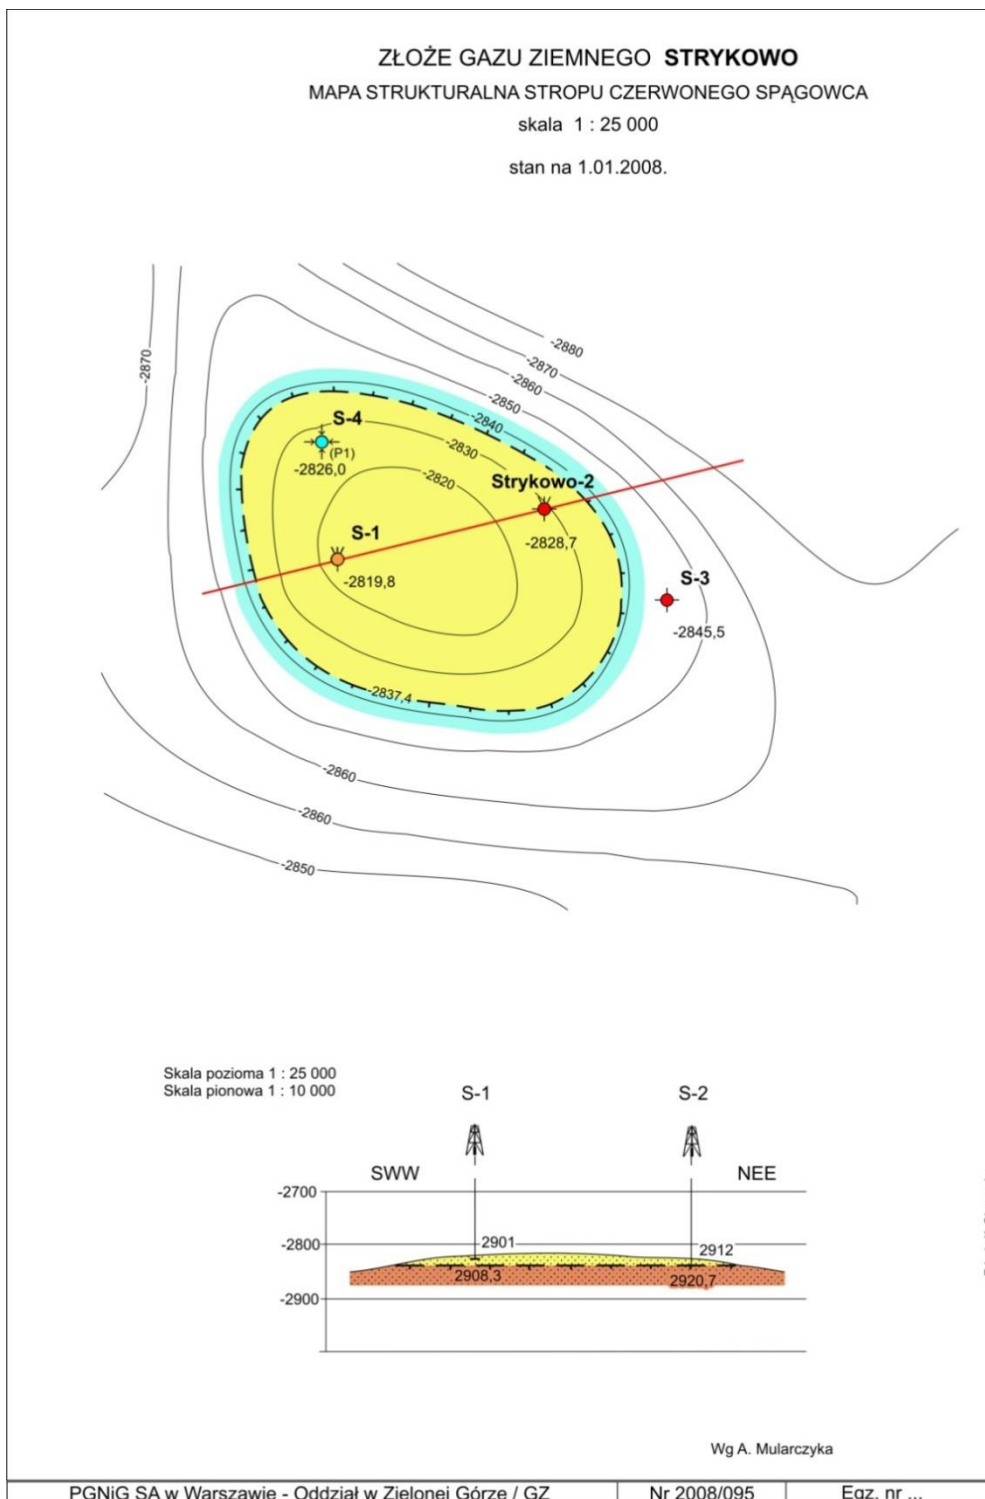 ZŁOŻE GAZU ZIEMNEGO STRYKOWO
MAPA STRUKTURALNA STROPU CZERWONEGO SPĄGOWCA
skala 1 : 25 000
stan na 1.01.2008.
-2880
-2870
-2870
-2860
-2850
-2840
-2830
-2820
S-4
(P1)
-2826,0
Strykowo-2
-2828,7
S-1
-2819,8
S-3
-2845,5
-2837,4
-2860
-2860
-2850
Skala pozioma 1 : 25 000
Skala pionowa 1 : 10 000
S-1
S-2
SWW
NEE
-2700
-2800
2901
2912
2908,3
2920,7
-2900
Wg A. Mularczyka
PGNiG SA w Warszawie - Oddział w Zielonej Górze / GZ
Nr 2008/095
Egz. nr ...